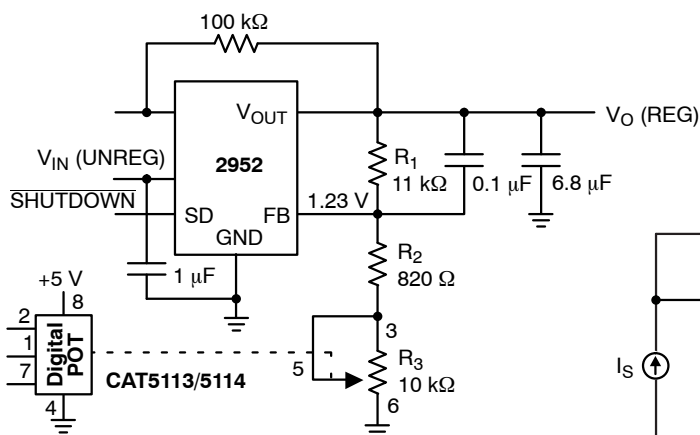 100 kΩ
V_OUT
V_O (REG)
V_IN (UNREG)
2952
R_1
11 kΩ
0.1 µF
6.8 µF
SHUTDOWN
SD
FB
1.23 V
GND
R_2
820 Ω
1 µF
+5 V
8
2
1
7
4
Digital
POT
CAT5113/5114
3
5
R_3
10 kΩ
6
I_S